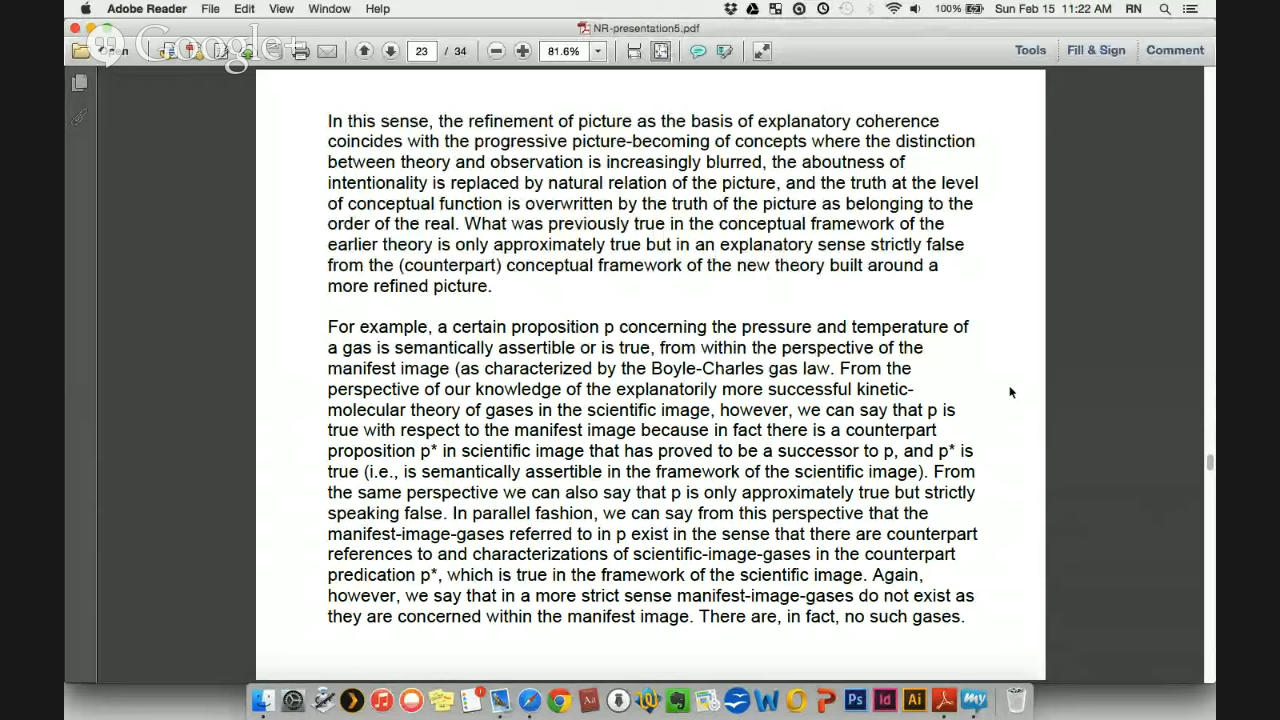 Adobe Reader File Edit View Window Help 100% Sun Feb 15 11:22 AM RN
NR-presentation5.pdf
Google+
Open 23 / 34 81.6% Tools Fill & Sign Comment
In this sense, the refinement of picture as the basis of explanatory coherence
coincides with the progressive picture-becoming of concepts where the distinction
between theory and observation is increasingly blurred, the aboutness of
intentionality is replaced by natural relation of the picture, and the truth at the level
of conceptual function is overwritten by the truth of the picture as belonging to the
order of the real. What was previously true in the conceptual framework of the
earlier theory is only approximately true but in an explanatory sense strictly false
from the (counterpart) conceptual framework of the new theory built around a
more refined picture.
For example, a certain proposition p concerning the pressure and temperature of
a gas is semantically assertible or is true, from within the perspective of the
manifest image (as characterized by the Boyle-Charles gas law. From the
perspective of our knowledge of the explanatorily more successful kinetic-
molecular theory of gases in the scientific image, however, we can say that p is
true with respect to the manifest image because in fact there is a counterpart
proposition p* in scientific image that has proved to be a successor to p, and p* is
true (i.e., is semantically assertible in the framework of the scientific image). From
the same perspective we can also say that p is only approximately true but strictly
speaking false. In parallel fashion, we can say from this perspective that the
manifest-image-gases referred to in p exist in the sense that there are counterpart
references to and characterizations of scientific-image-gases in the counterpart
predication p*, which is true in the framework of the scientific image. Again,
however, we say that in a more strict sense manifest-image-gases do not exist as
they are concerned within the manifest image. There are, in fact, no such gases.
Ps Id Ai My